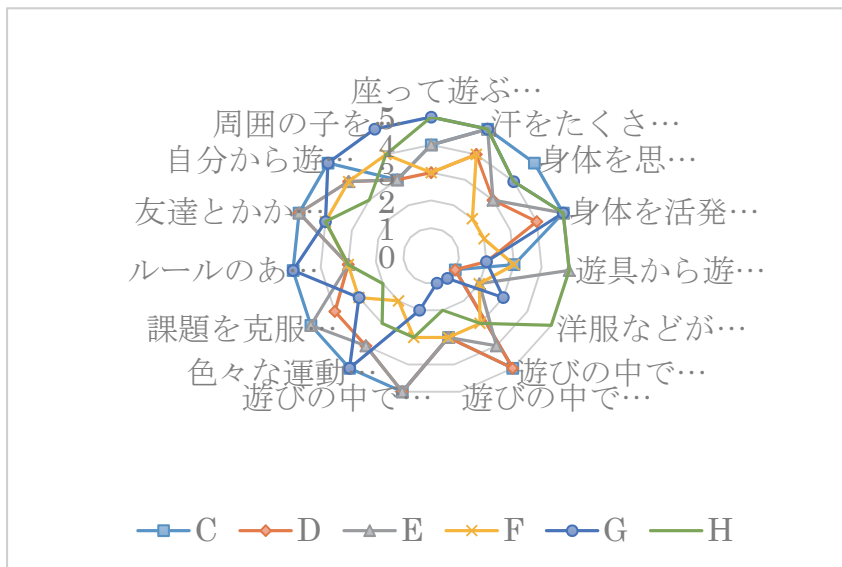 座って遊ぶ…
汗をたくさ…
身体を思…
身体を活発…
遊具から遊…
洋服などが…
遊びの中で…
遊びの中で…
遊びの中で…
色々な運動…
課題を克服…
ルールのあ…
友達とかか…
自分から遊…
周囲の子を…
5
4
3
2
1
0
C
D
E
F
G
H